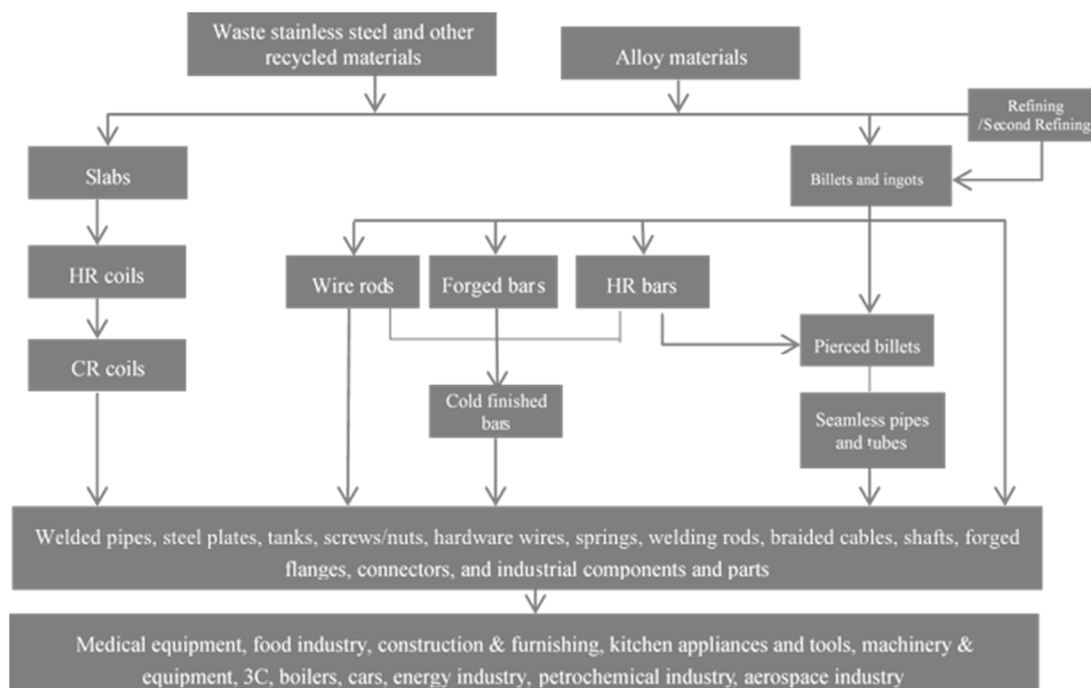 Waste stainless steel and other
recycled materials
Alloy materials
Refining
/Second Refining
Slabs
Billets and ingots
HR coils
Wire rods
Forged bars
HR bars
CR coils
Pierced billets
Cold finished
bars
Seamless pipes
and tubes
Welded pipes, steel plates, tanks, screws/nuts, hardware wires, springs, welding rods, braided cables, shafts, forged
flanges, connectors, and industrial components and parts
Medical equipment, food industry, construction & furnishing, kitchen appliances and tools, machinery &
equipment, 3C, boilers, cars, energy industry, petrochemical industry, aerospace industry